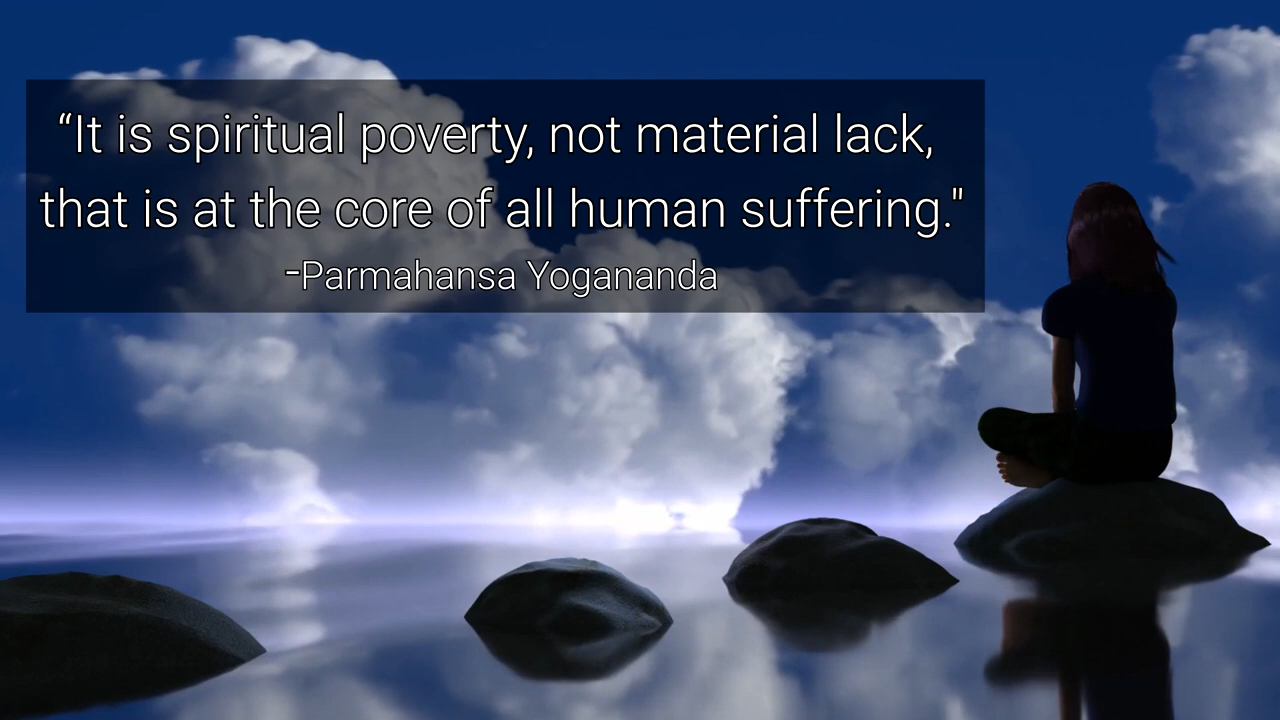 “It is spiritual poverty, not material lack,
that is at the core of all human suffering."
-Parmahansa Yogananda